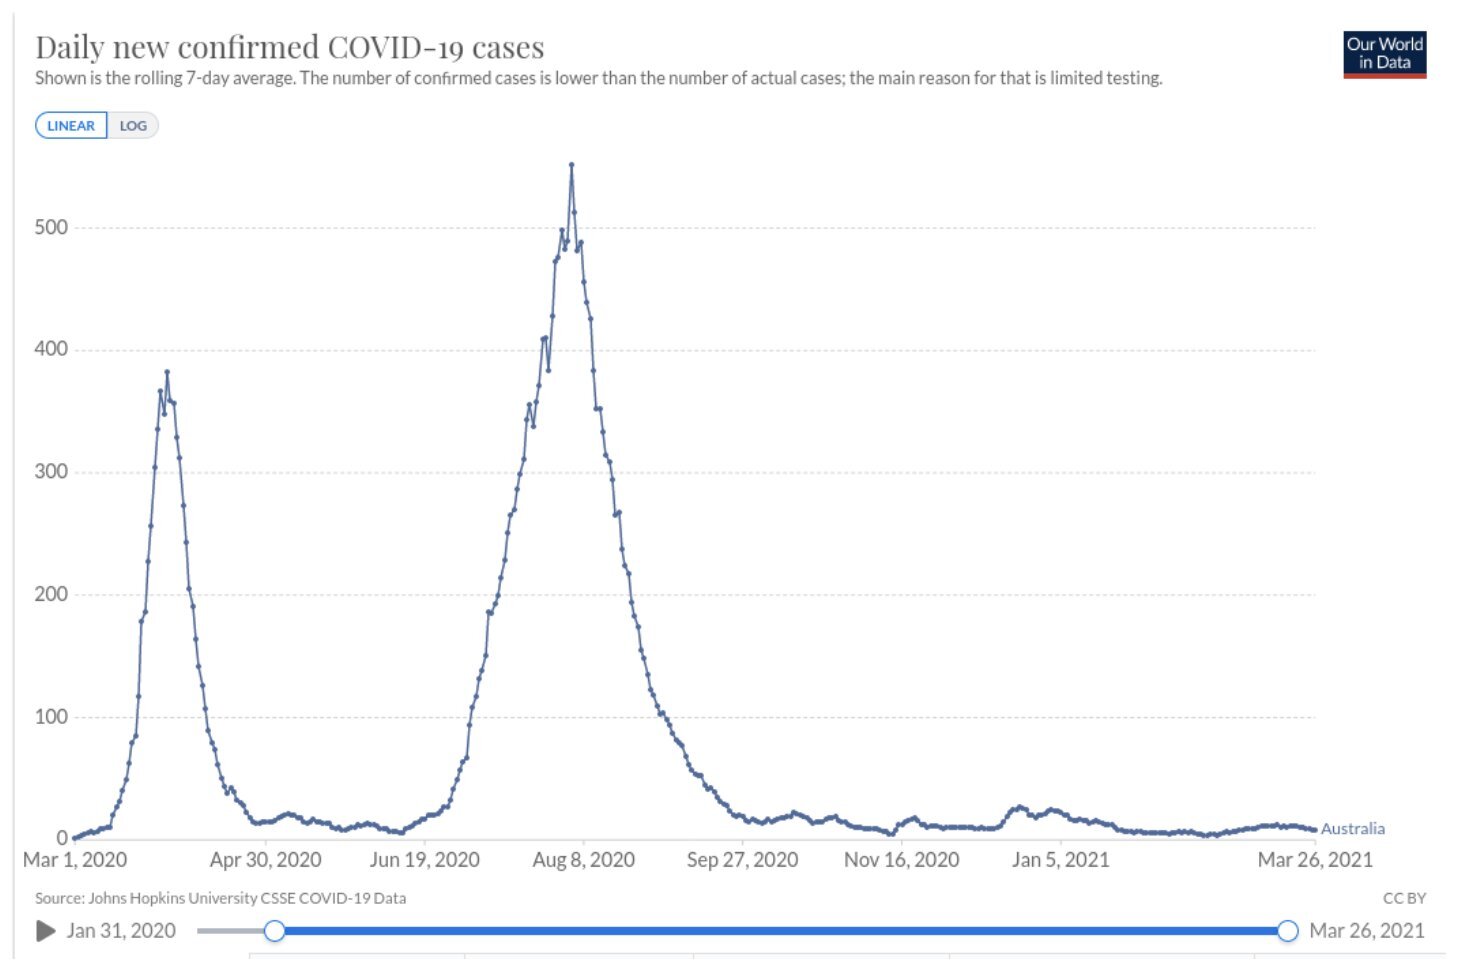 Daily new confirmed COVID-19 cases
Our World
in Data
Shown is the rolling 7-day average. The number of confirmed cases is lower than the number of actual cases; the main reason for that is limited testing.
LINEAR LOG
500
400
300
200
100
0
Australia
Mar 1, 2020 Apr 30, 2020 Jun 19, 2020 Aug 8, 2020 Sep 27, 2020 Nov 16, 2020 Jan 5, 2021 Mar 26, 2021
Source: Johns Hopkins University CSSE COVID-19 Data CC BY
Jan 31, 2020 Mar 26, 2021